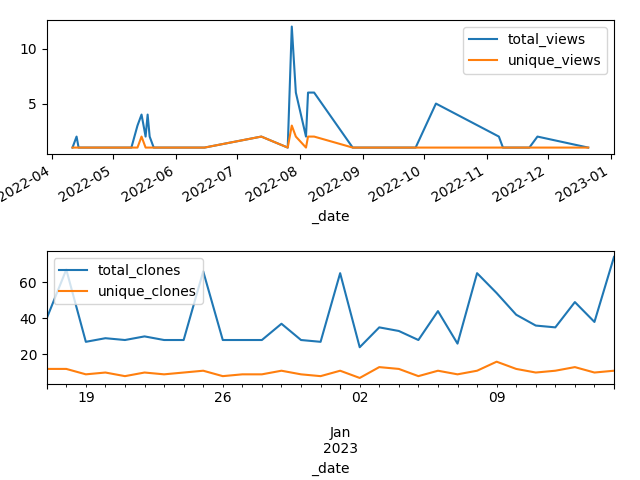 10
5
total_views
unique_views
2022-04
2022-05
2022-06
2022-07
2022-08
2022-09
2022-10
2022-11
2022-12
2023-01
_date
60
40
20
total_clones
unique_clones
19
26
02
09
Jan
2023
_date